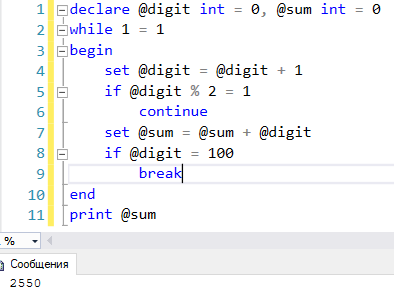 1 declare @digit int = 0, @sum int = 0
2 while 1 = 1
3 begin
4 set @digit = @digit + 1
5 if @digit % 2 = 1
6 continue
7 set @sum = @sum + @digit
8 if @digit = 100
9 break
10 end
11 print @sum
%
Сообщения
2550